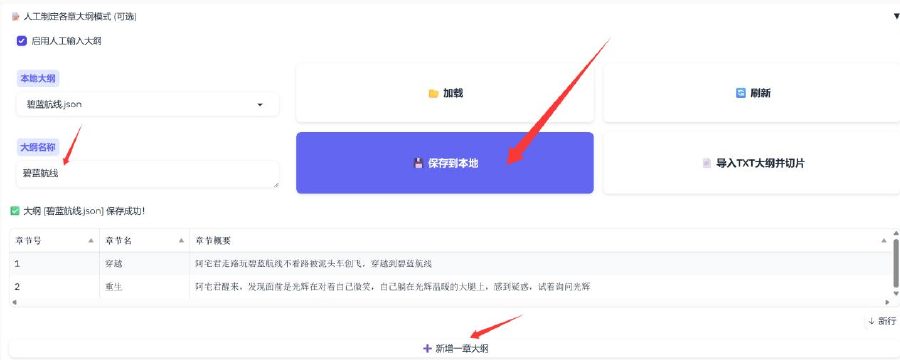 人工制定各章大纲模式 (可选)
启用人工输入大纲
本地大纲
碧蓝航线.json
加载
刷新
大纲名称
碧蓝航线
保存到本地
导入TXT大纲并切片
大纲 [碧蓝航线.json] 保存成功!
章节号 章节名 章节概要
1 穿越 阿宅君走路玩碧蓝航线不看路被泥头车创飞，穿越到碧蓝航线
2 重生 阿宅君醒来，发现面前是光辉在对着自己微笑，自己躺在光辉温暖的大腿上，感到疑惑，试着询问光辉
↓ 新行
新增一章大纲